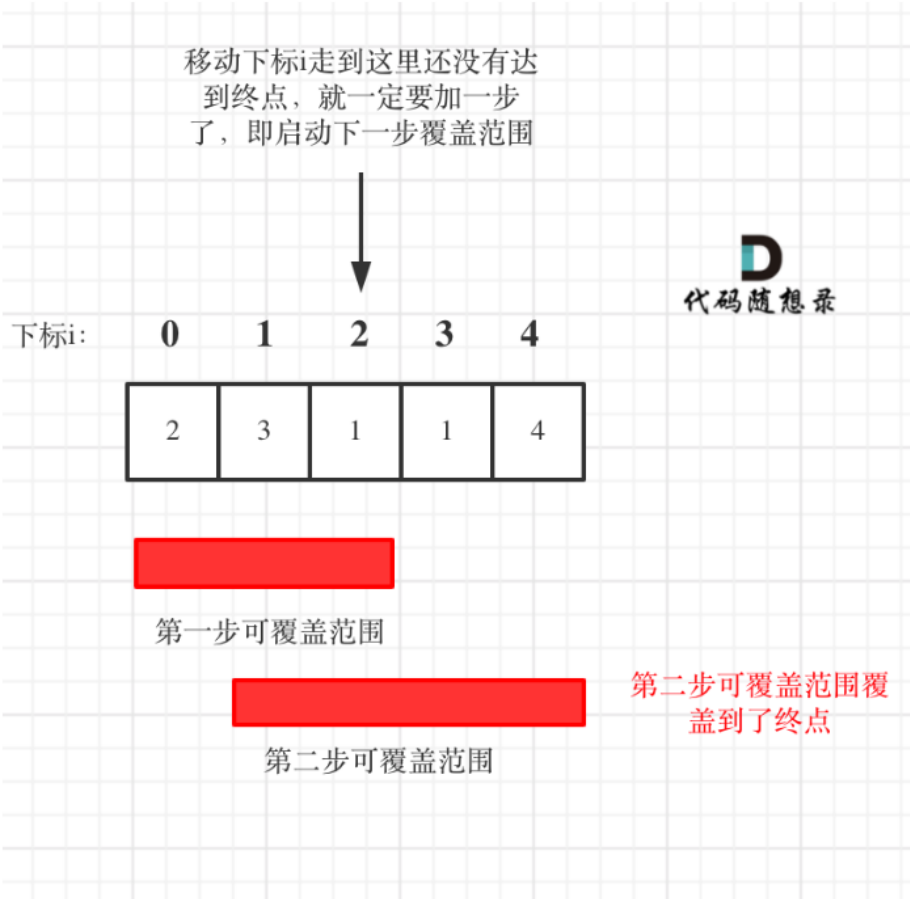 移动下标i走到这里还没有达
到终点，就一定要加一步
了，即启动下一步覆盖范围
代码随想录
下标i：
0 1 2 3 4
2 3 1 1 4
第一步可覆盖范围
第二步可覆盖范围覆
盖到了终点
第二步可覆盖范围